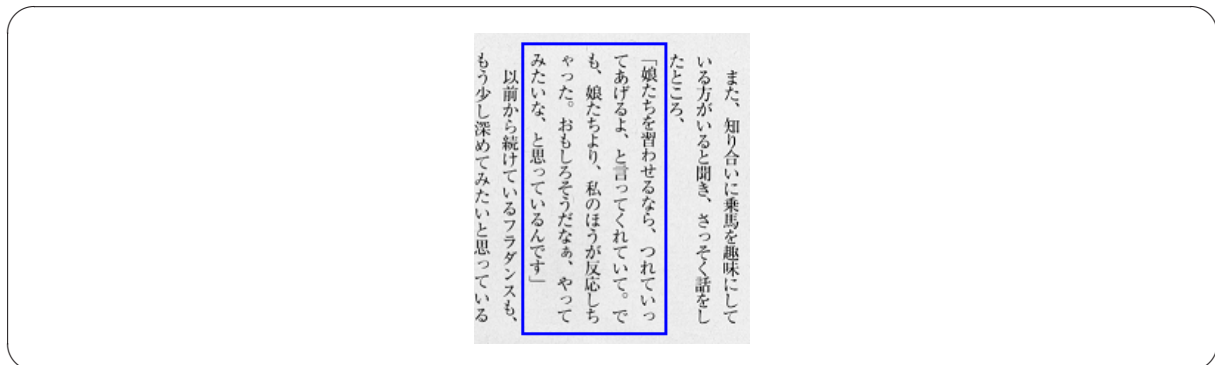 また、知り合いに乗馬を趣味にして
いる方がいると聞き、さっそく話をし
たところ、
「娘たちを習わせるなら、つれていっ
てあげるよ、と言ってくれていて。で
も、娘たちより、私のほうが反応しち
ゃった。おもしろそうだなぁ、やって
みたいな、と思っているんです」
以前から続けているフラダンスも、
もう少し深めてみたいと思っている